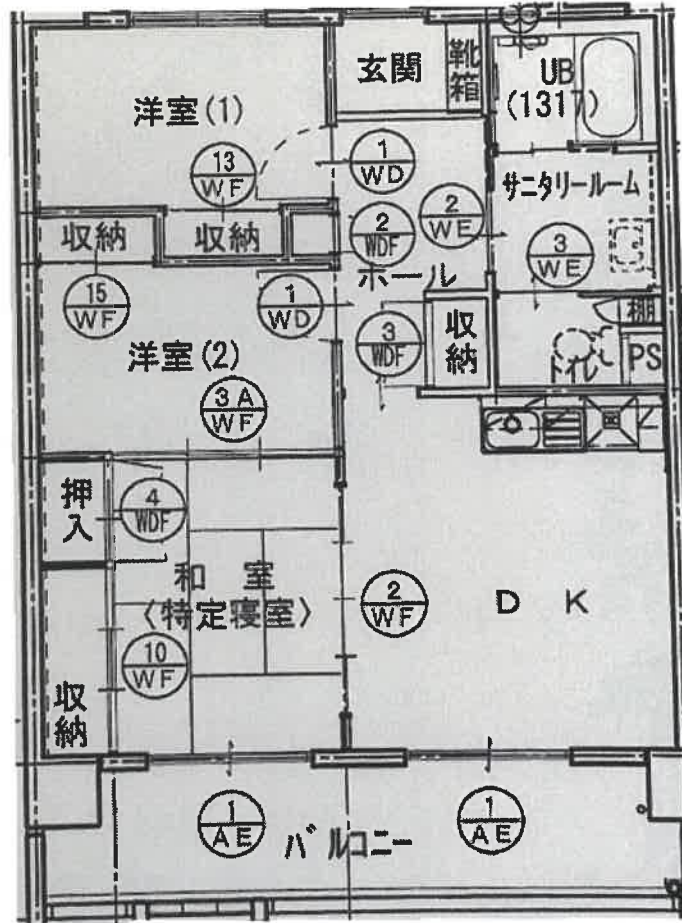 玄関
靴箱
UB
(1317)
洋室(1)
13
WF
1
WD
サニタリールーム
収納
収納
2
WDF
2
WE
3
WE
ホール
15
WF
1
WD
3
WDF
収納
棚
トイレ
PS
洋室(2)
3A
WF
押入
4
WDF
和室
〈特定寝室〉
2
WF
DK
10
WF
収納
1
AE
バルコニー
1
AE